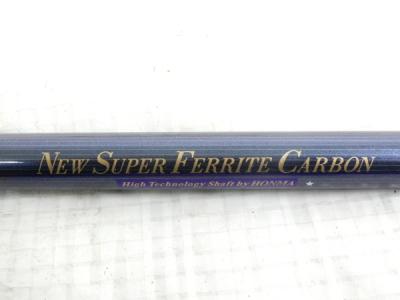 NEW SUPER FERRITE CARBON
High Technology Shaft by HONMA